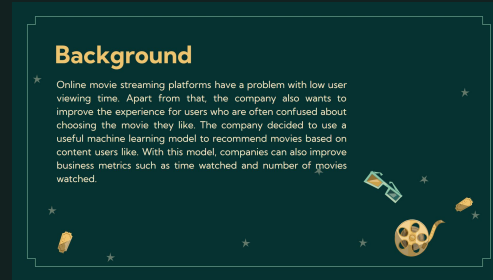 Background
Online movie streaming platforms have a problem with low user
viewing time. Apart from that, the company also wants to
improve the experience for users who are often confused about
choosing the movie they like. The company decided to use a
useful machine learning model to recommend movies based on
content users like. With this model, companies can also improve
business metrics such as time watched and number of movies
watched.